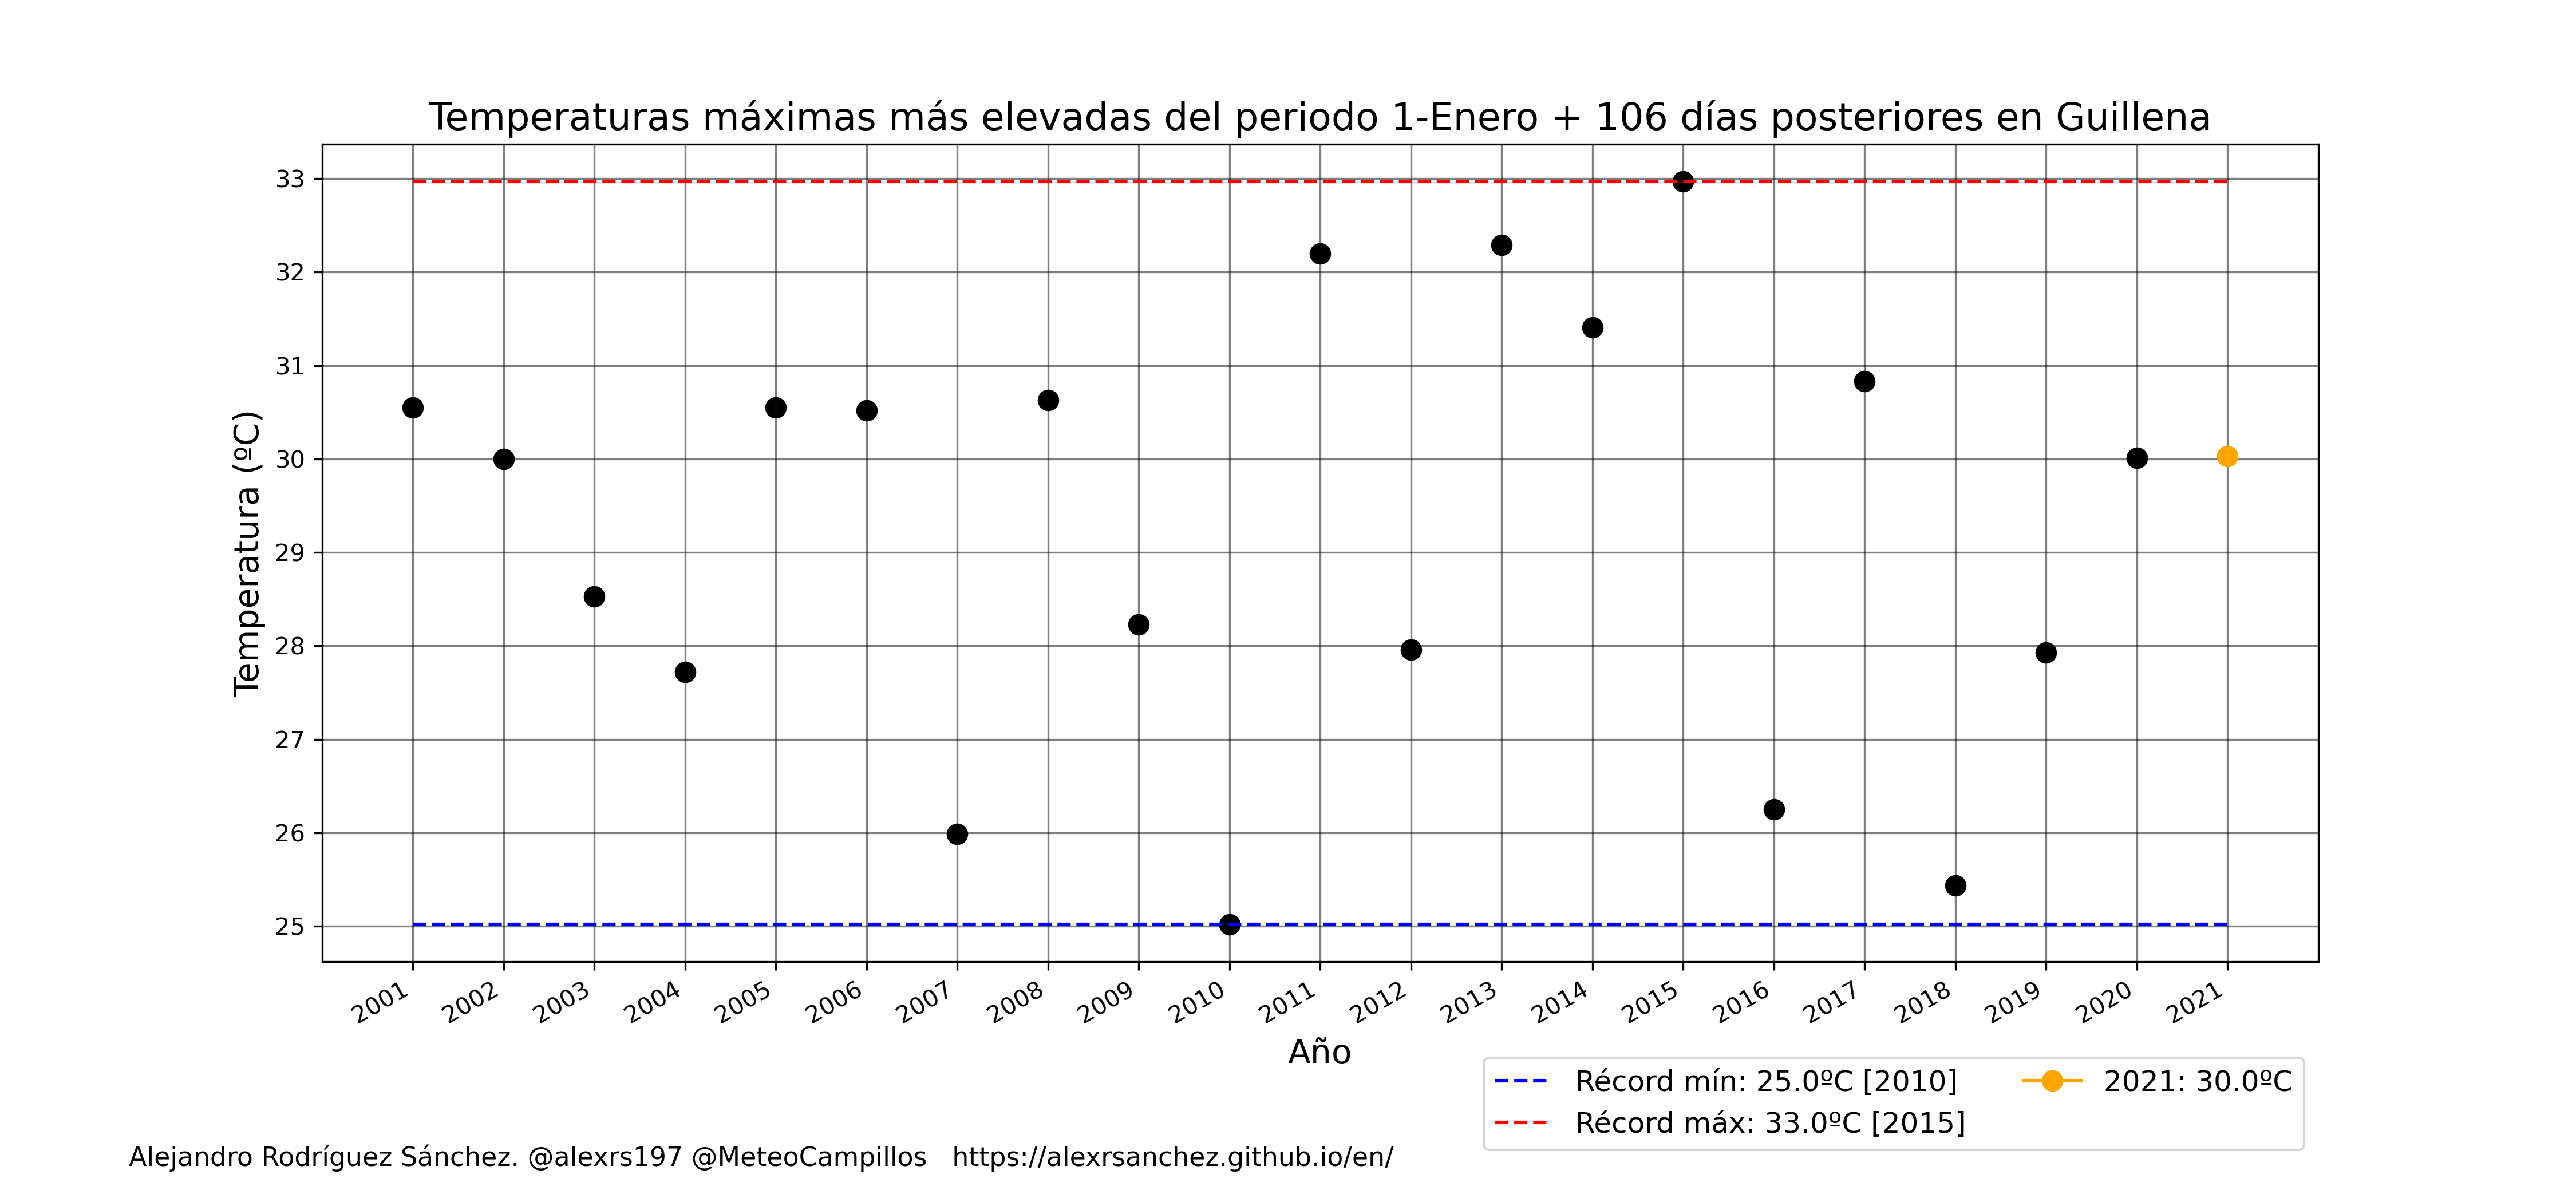 Temperaturas máximas más elevadas del periodo 1-Enero + 106 días posteriores en Guillena
Temperatura (ºC)
33
32
31
30
29
28
27
26
25
2001 2002 2003 2004 2005 2006 2007 2008 2009 2010 2011 2012 2013 2014 2015 2016 2017 2018 2019 2020 2021
Año
Récord mín: 25.0ºC [2010]
Récord máx: 33.0ºC [2015]
2021: 30.0ºC
Alejandro Rodríguez Sánchez. @alexrs197 @MeteoCampillos https://alexrsanchez.github.io/en/